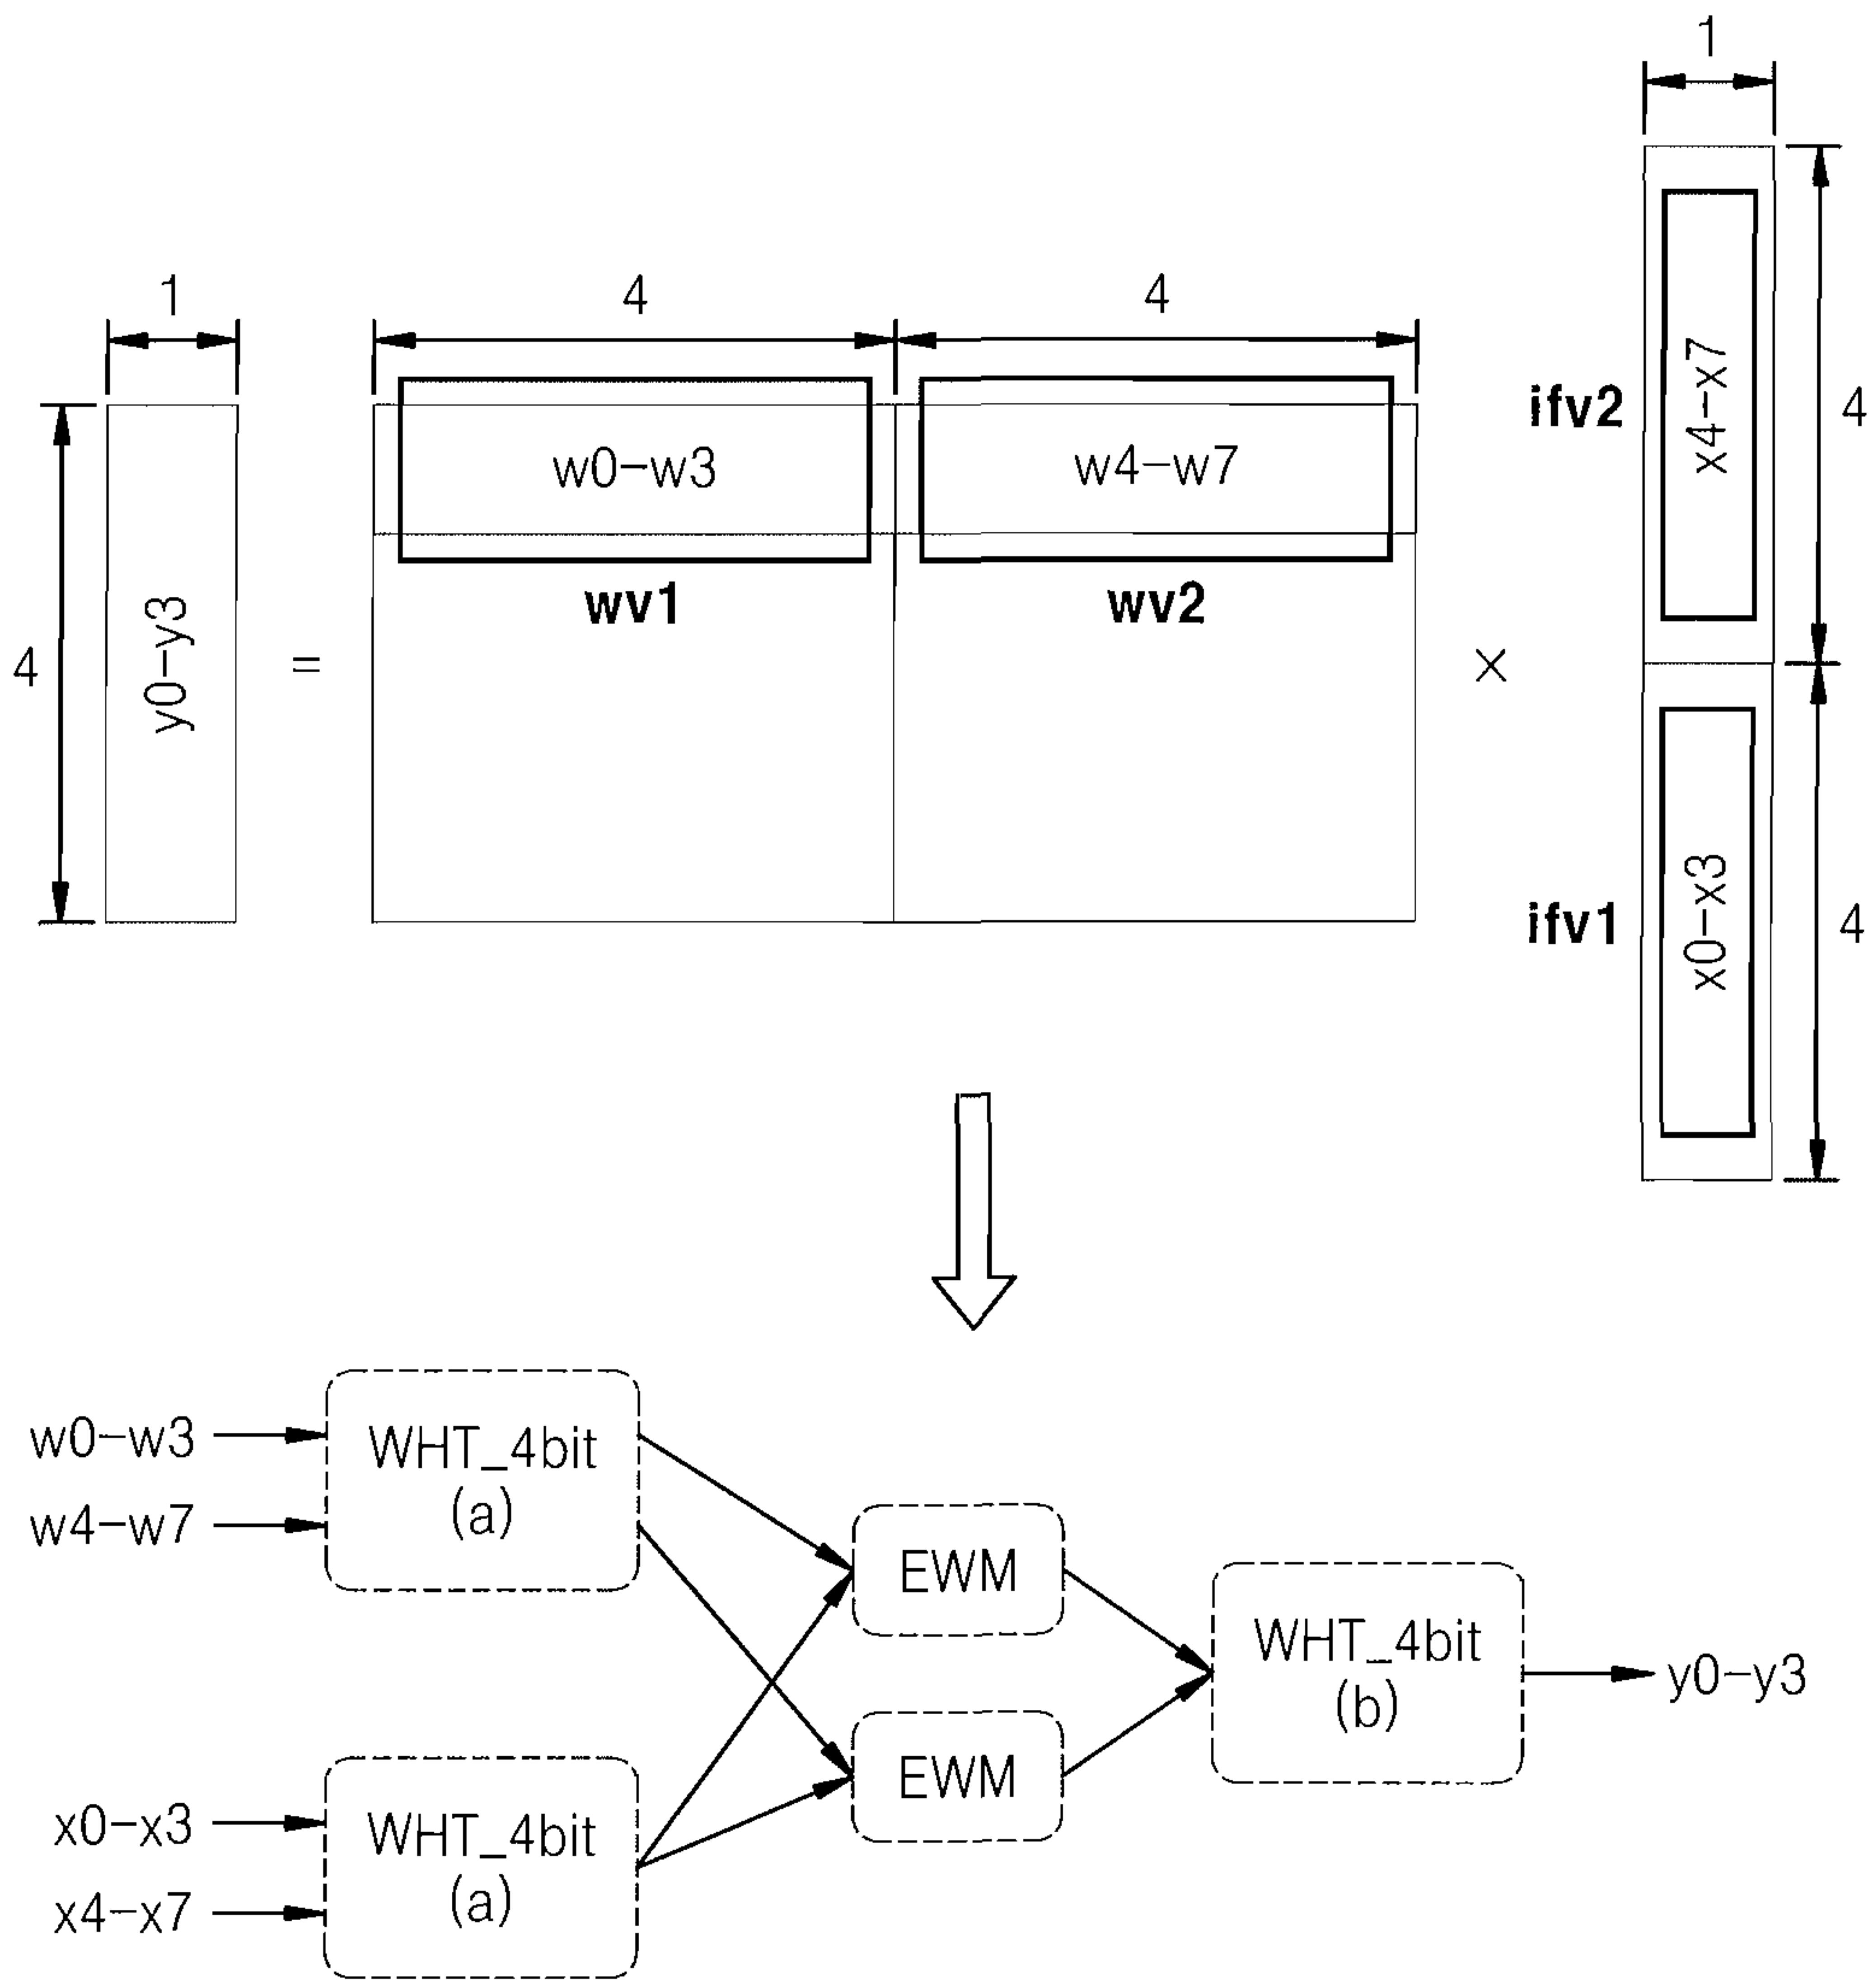 1
1
4
4
ifv2
x4-x7
4
w0-w3
w4-w7
wv1
wv2
4
y0-y3
=
×
ifv1
x0-x3
4
w0-w3
w4-w7
WHT_4bit
(a)
EWM
WHT_4bit
(b)
y0-y3
EWM
x0-x3
x4-x7
WHT_4bit
(a)